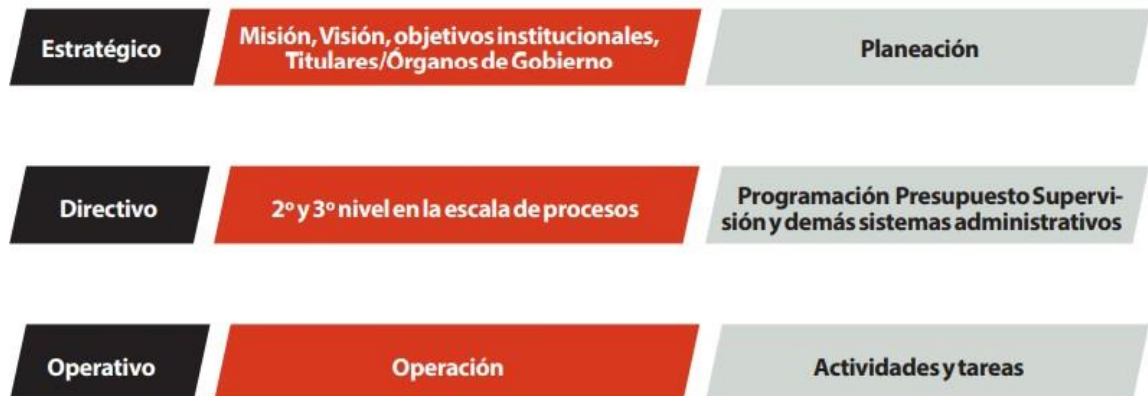 Estratégico
Misión, Visión, objetivos institucionales,
Titulares/Órganos de Gobierno
Planeación
Directivo
2º y 3º nivel en la escala de procesos
Programación Presupuesto Supervi-
sión y demás sistemas administrativos
Operativo
Operación
Actividades y tareas